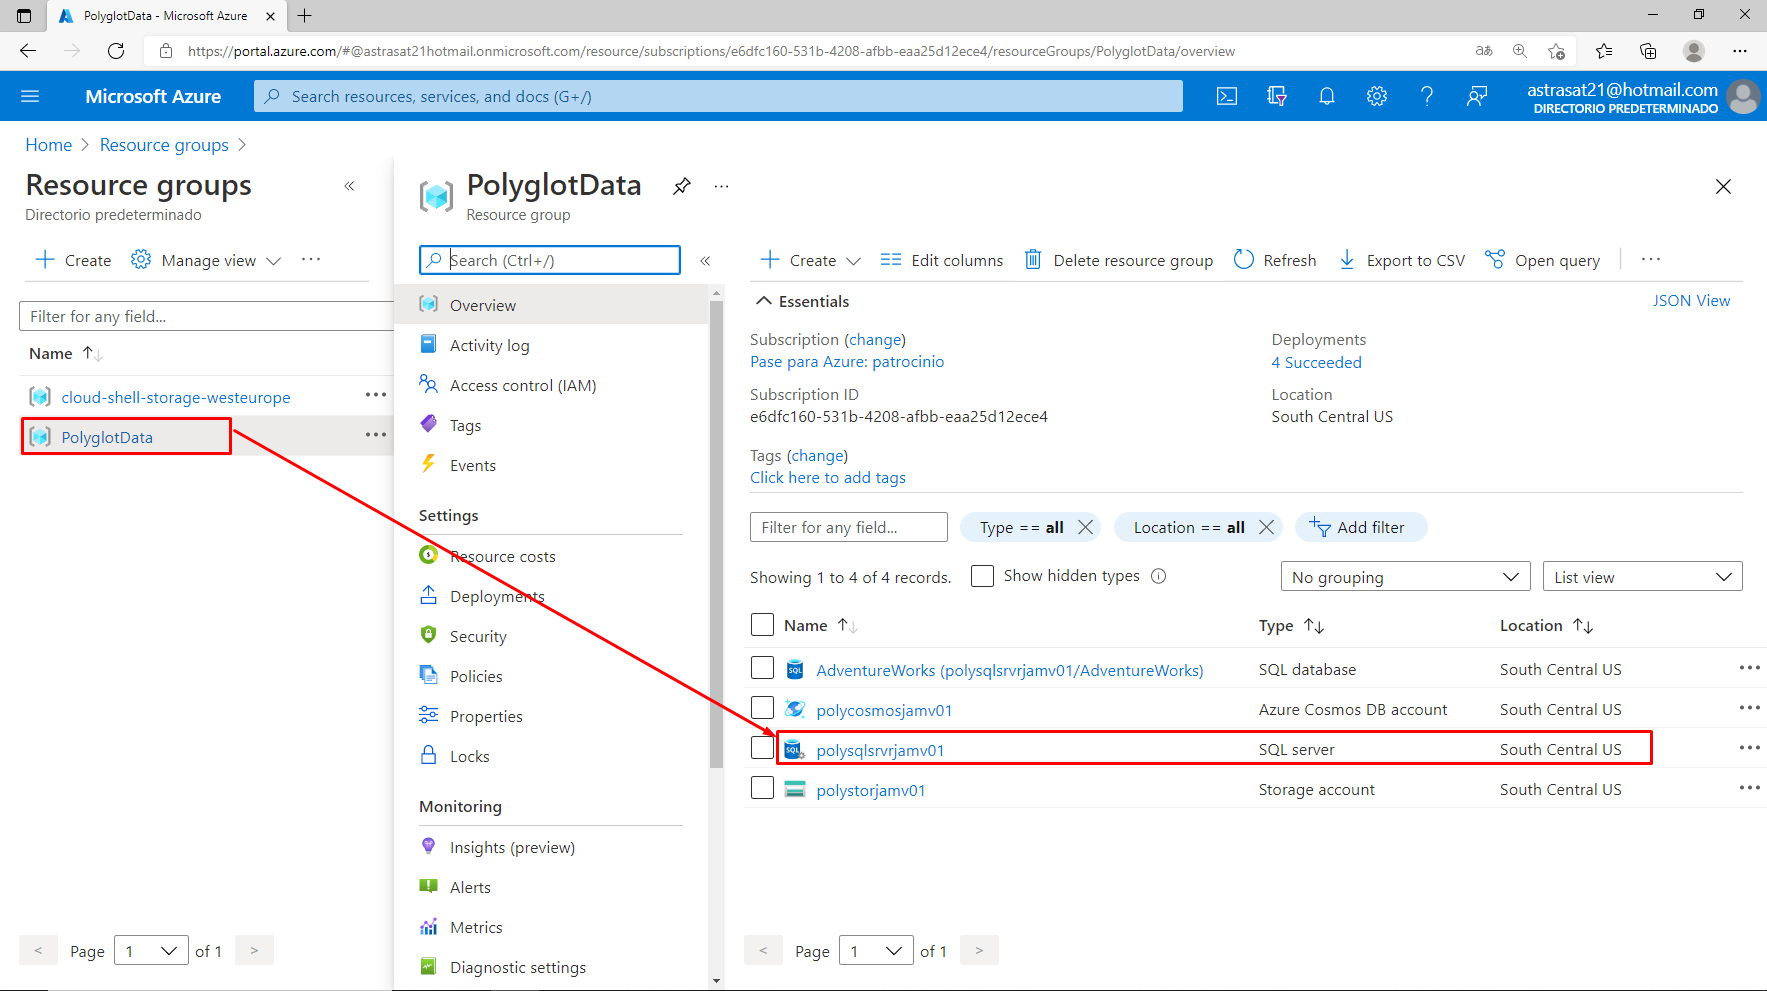 PolyglotData - Microsoft Azure
https://portal.azure.com/#@astrasat21hotmail.onmicrosoft.com/resource/subscriptions/e6dfc160-531b-4208-afbb-eaa25d12ece4/resourceGroups/PolyglotData/overview
aあ
Microsoft Azure
Search resources, services, and docs (G+/)
astrasat21@hotmail.com
DIRECTORIO PREDETERMINADO
Home > Resource groups >
Resource groups
Directorio predeterminado
Create
Manage view
Filter for any field...
Name
cloud-shell-storage-westeurope
PolyglotData
< Page 1 of 1 >
PolyglotData
Resource group
Search (Ctrl+/)
Overview
Activity log
Access control (IAM)
Tags
Events
Settings
Resource costs
Deployments
Security
Policies
Properties
Locks
Monitoring
Insights (preview)
Alerts
Metrics
Diagnostic settings
Create
Edit columns
Delete resource group
Refresh
Export to CSV
Open query
Essentials
JSON View
Subscription (change)
Pase para Azure: patrocinio
Deployments
4 Succeeded
Subscription ID
e6dfc160-531b-4208-afbb-eaa25d12ece4
Location
South Central US
Tags (change)
Click here to add tags
Filter for any field...
Type == all
Location == all
Add filter
Showing 1 to 4 of 4 records.
Show hidden types
No grouping
List view
Name Type Location
SQL AdventureWorks (polysqlsrvrjamv01/AdventureWorks) SQL database South Central US
polycosmosjamv01 Azure Cosmos DB account South Central US
SQL polysqlsrvrjamv01 SQL server South Central US
polystorjamv01 Storage account South Central US
< Page 1 of 1 >